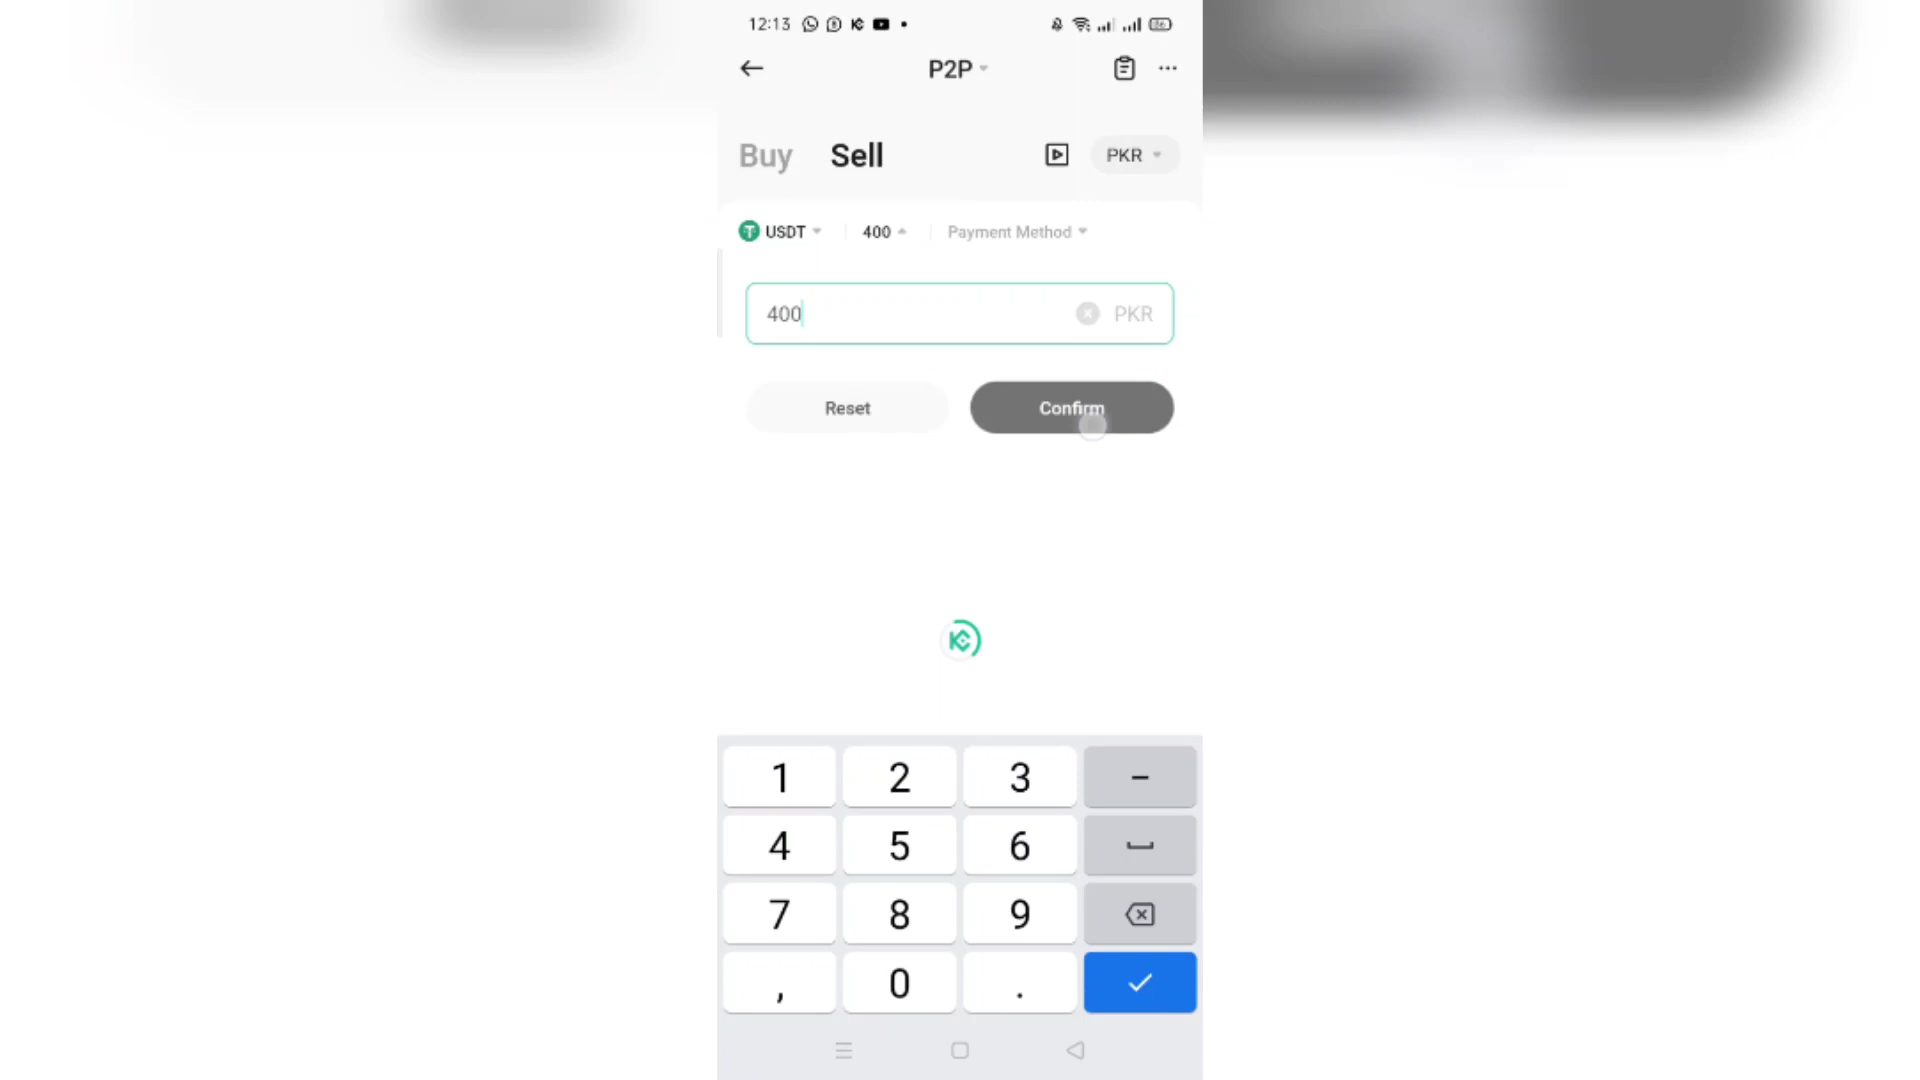 12:13
P2P
Buy Sell PKR
USDT 400 Payment Method
400 PKR
Reset Confirm
1 2 3 -
4 5 6
7 8 9
, 0 .